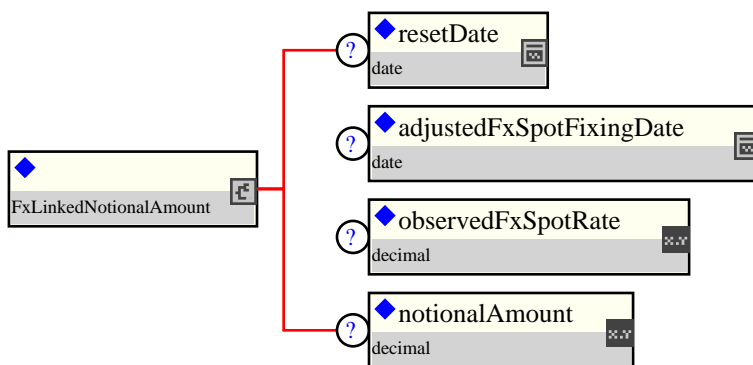 ?
resetDate
date
?
adjustedFxSpotFixingDate
date
FxLinkedNotionalAmount
?
observedFxSpotRate
x.Y
decimal
?
notionalAmount
x.Y
decimal